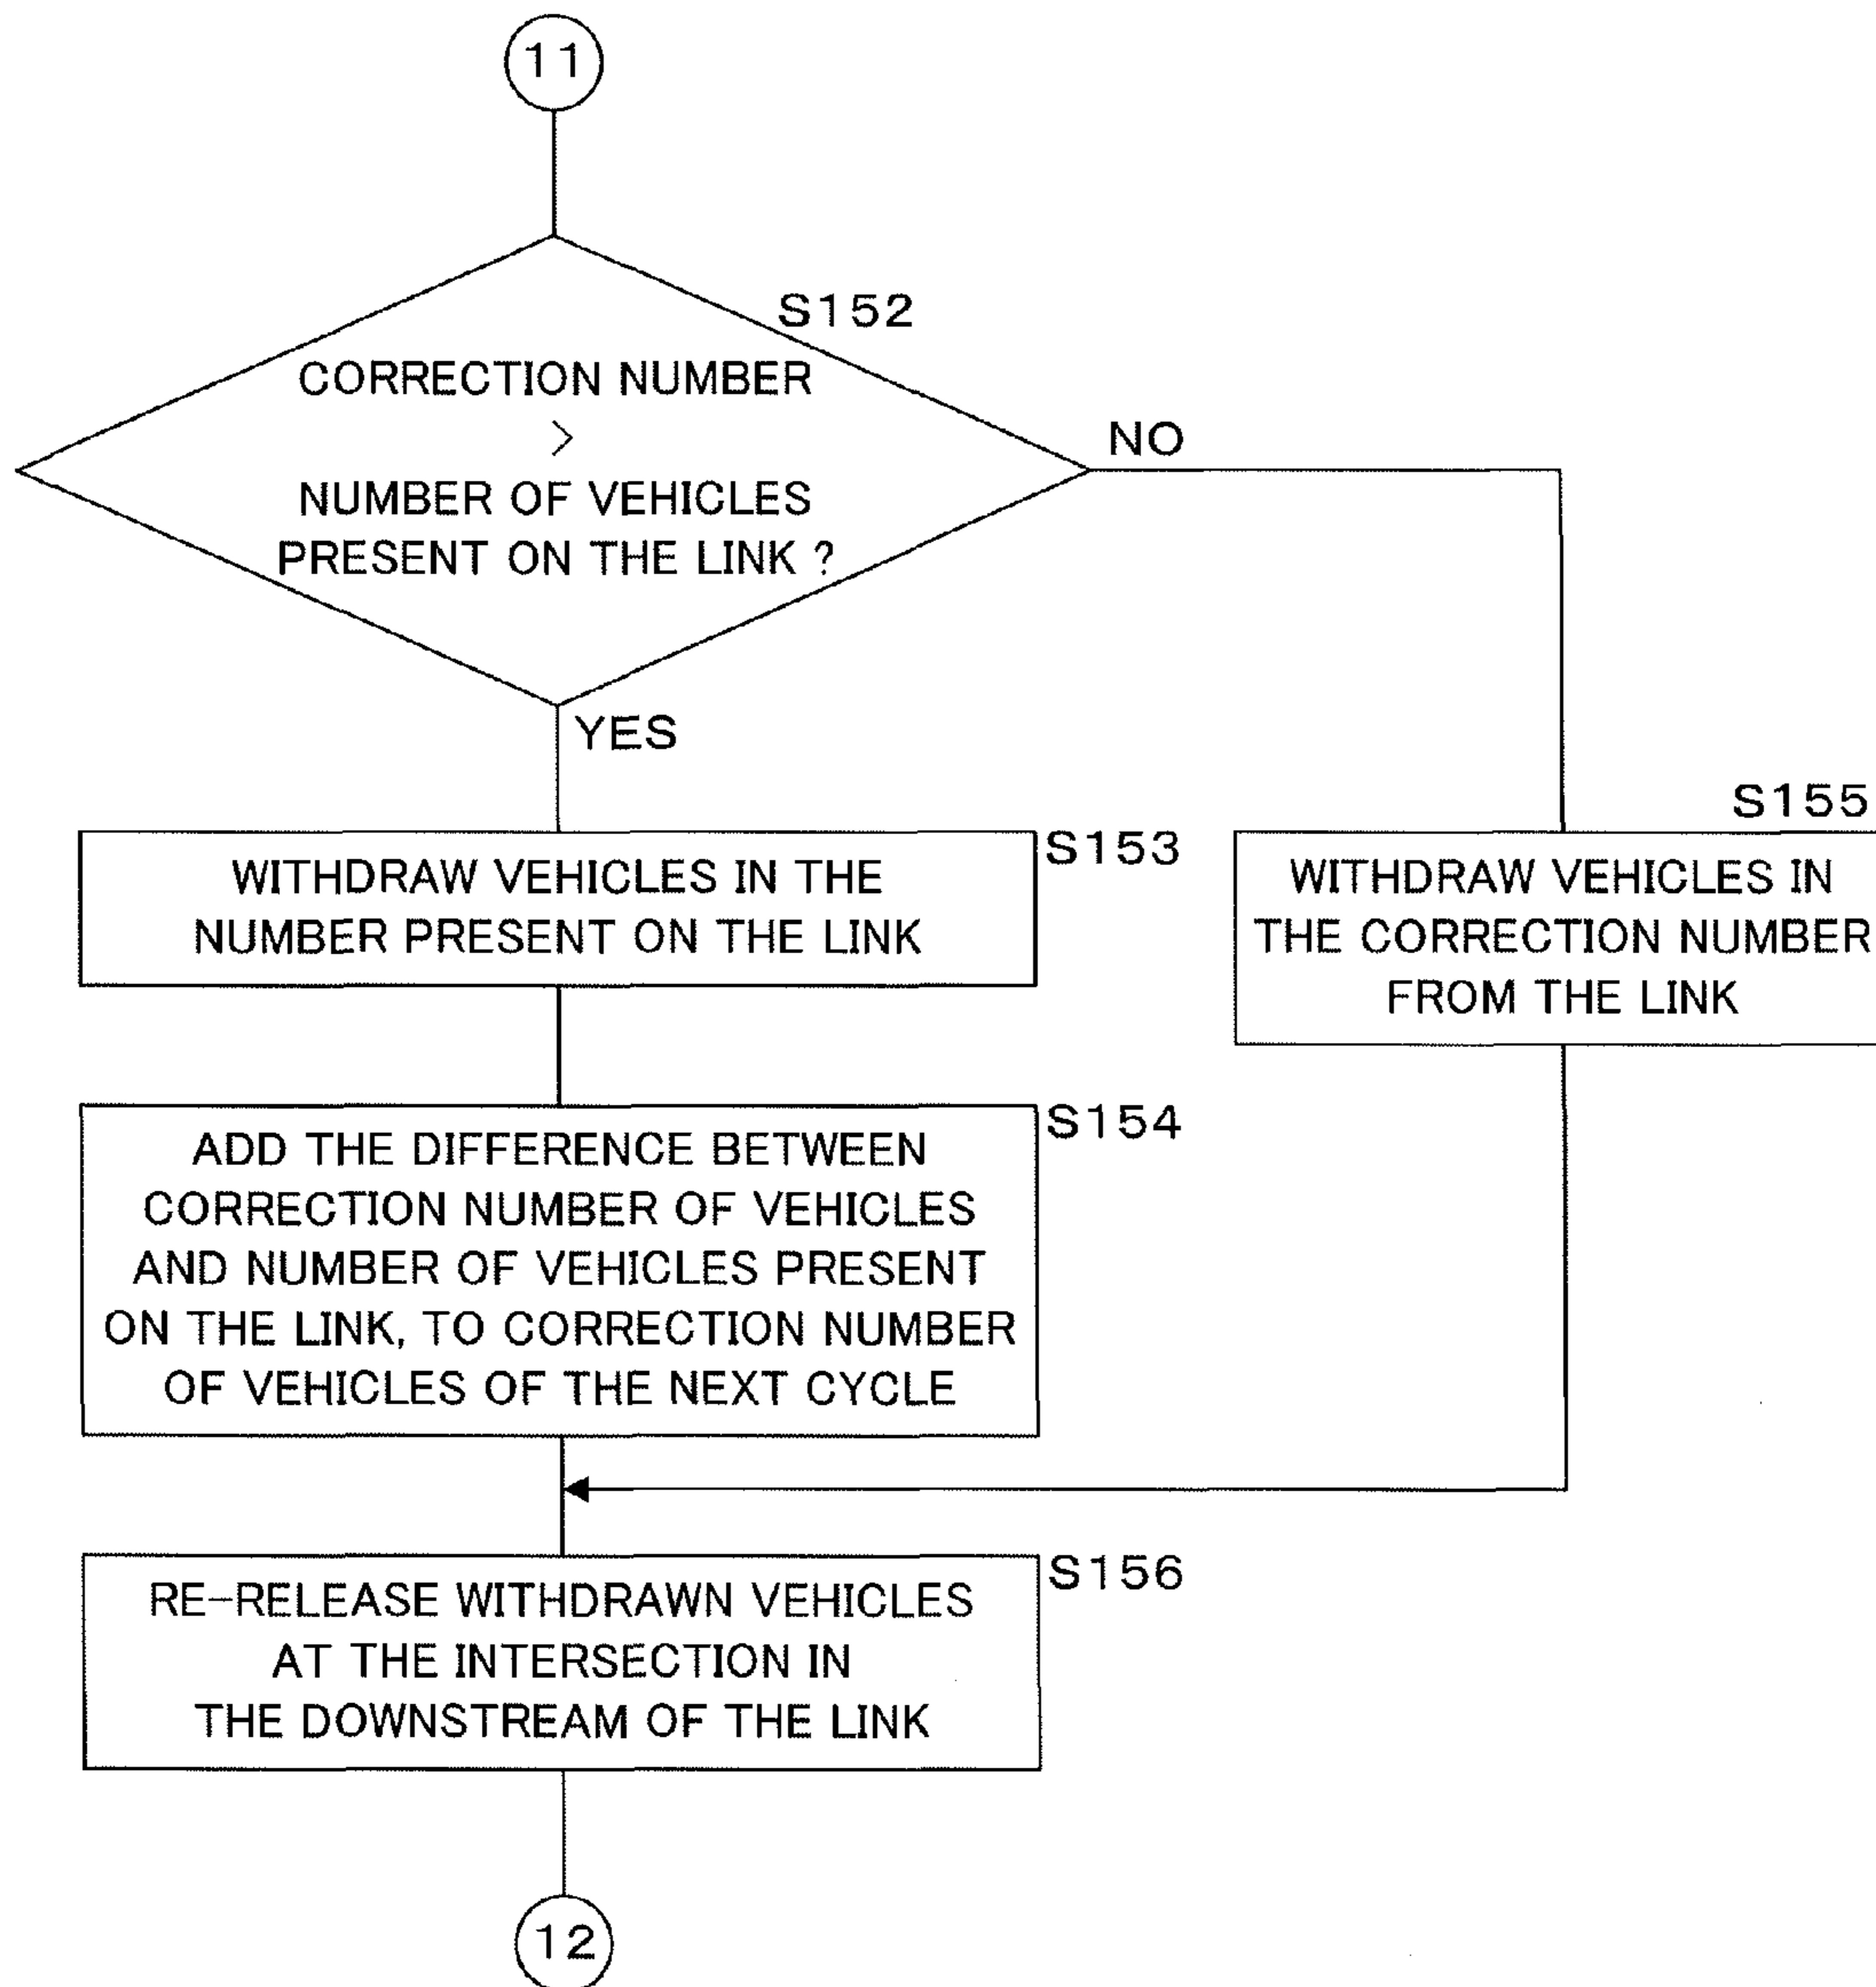 11
S152
CORRECTION NUMBER
>
NUMBER OF VEHICLES
PRESENT ON THE LINK ?
NO
YES
S153
WITHDRAW VEHICLES IN THE
NUMBER PRESENT ON THE LINK
S155
WITHDRAW VEHICLES IN
THE CORRECTION NUMBER
FROM THE LINK
S154
ADD THE DIFFERENCE BETWEEN
CORRECTION NUMBER OF VEHICLES
AND NUMBER OF VEHICLES PRESENT
ON THE LINK, TO CORRECTION NUMBER
OF VEHICLES OF THE NEXT CYCLE
S156
RE-RELEASE WITHDRAWN VEHICLES
AT THE INTERSECTION IN
THE DOWNSTREAM OF THE LINK
12